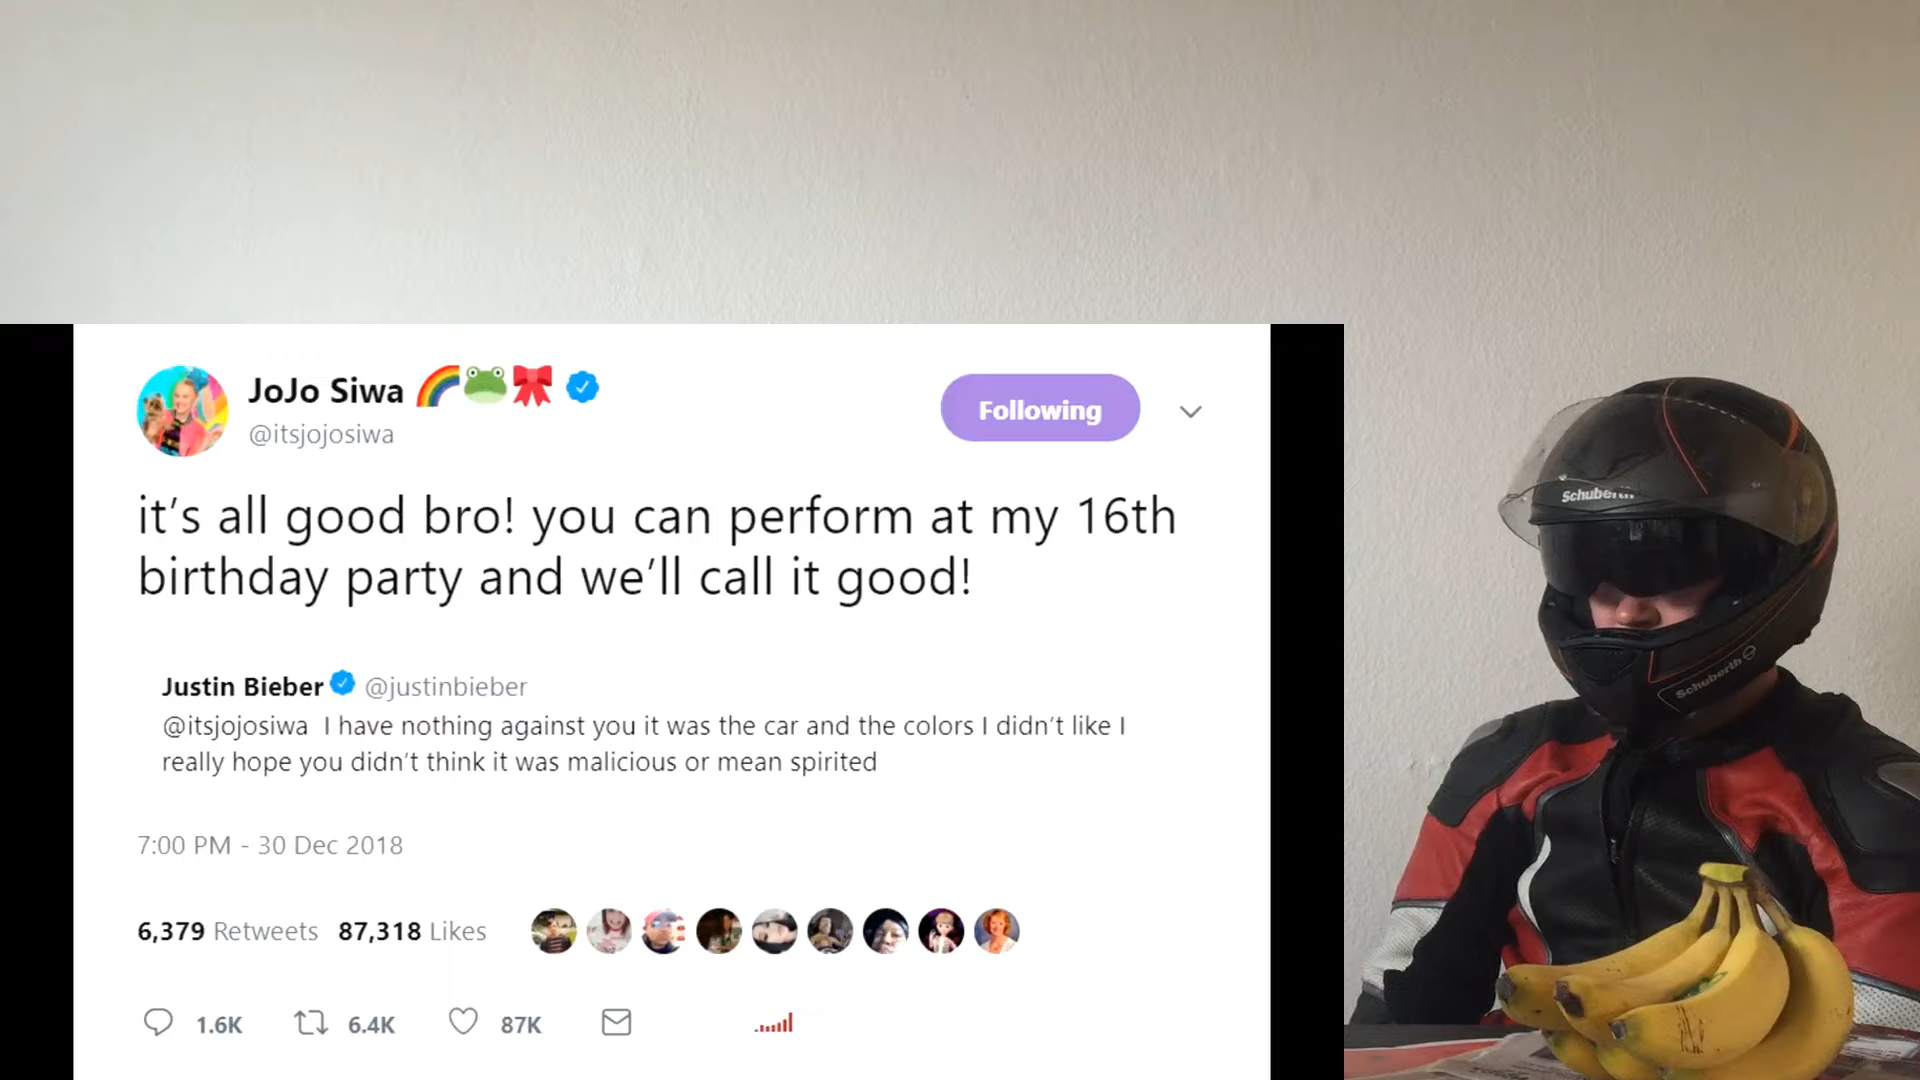 JoJo Siwa 🌈🐸🎀
@itsjojosiwa
Following
it’s all good bro! you can perform at my 16th
birthday party and we’ll call it good!
Justin Bieber @justinbieber
@itsjojosiwa I have nothing against you it was the car and the colors I didn’t like I
really hope you didn’t think it was malicious or mean spirited
7:00 PM - 30 Dec 2018
6,379 Retweets 87,318 Likes
1.6K 6.4K 87K
Schuberth
Schuberth